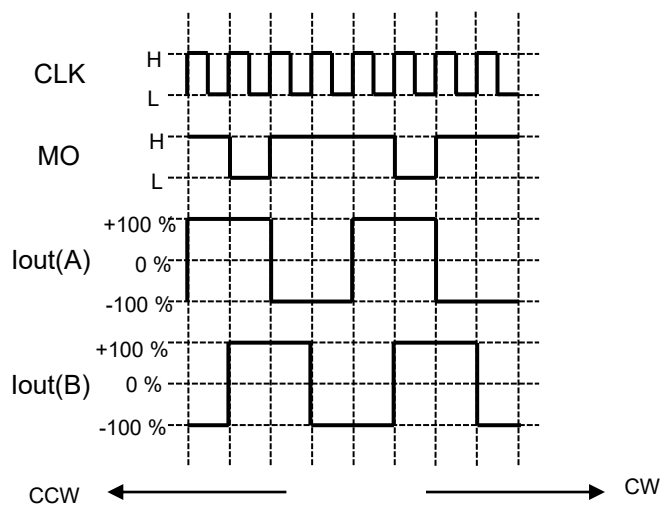 H
CLK
L
H
MO
L
+100 %
Iout(A)
0 %
-100 %
+100 %
Iout(B)
0 %
-100 %
CCW
CW